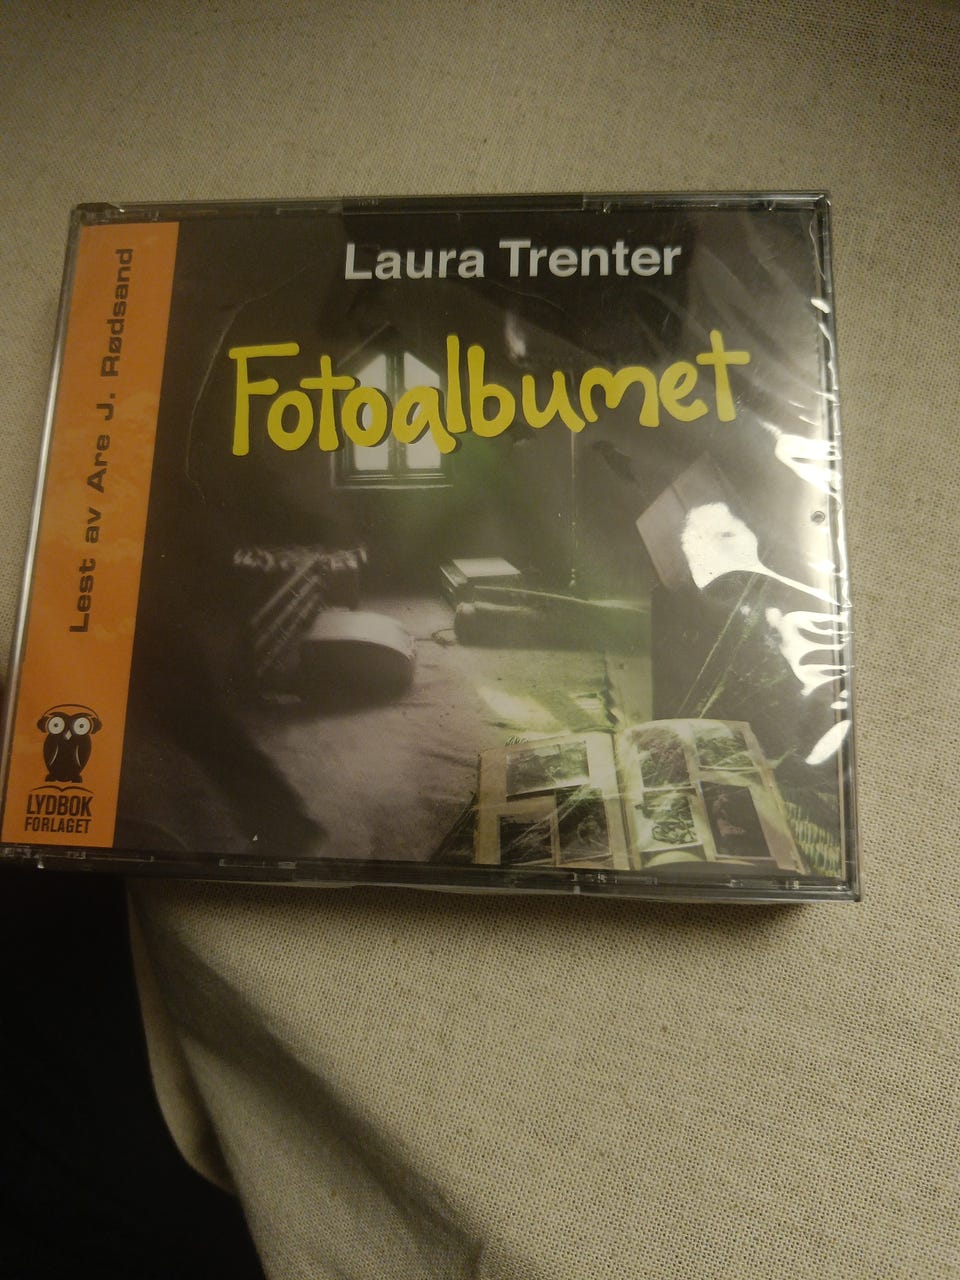 Laura Trenter
Fotoalbumet
Lest av Are J. Rødsand
LYDBOK
FORLAGET